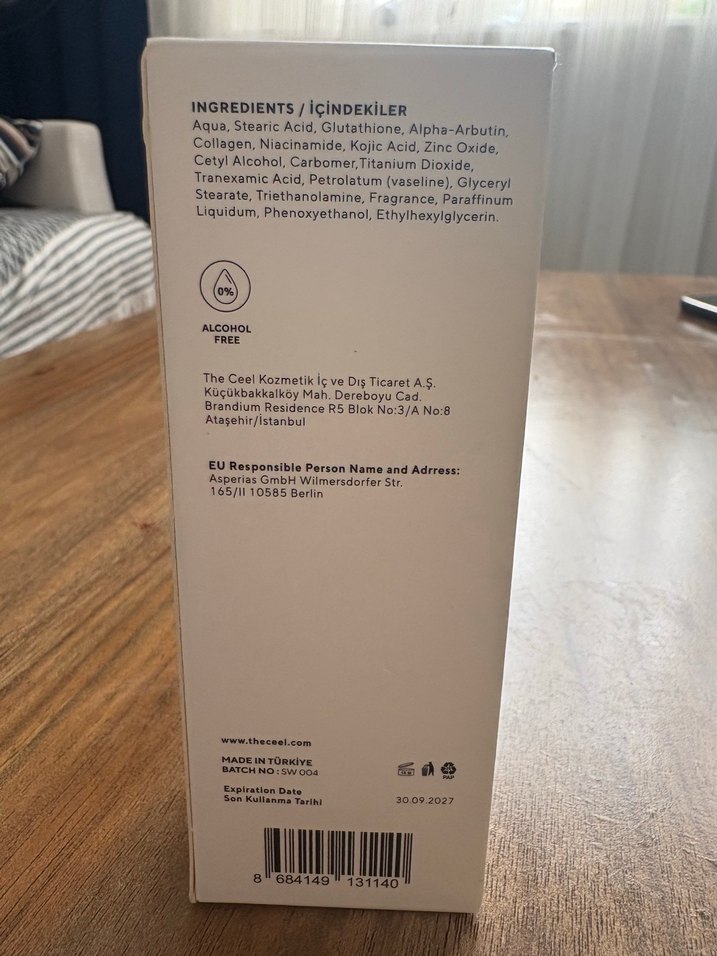 INGREDIENTS / İÇİNDEKİLER
Aqua, Stearic Acid, Glutathione, Alpha-Arbutin,
Collagen, Niacinamide, Kojic Acid, Zinc Oxide,
Cetyl Alcohol, Carbomer,Titanium Dioxide,
Tranexamic Acid, Petrolatum (vaseline), Glyceryl
Stearate, Triethanolamine, Fragrance, Paraffinum
Liquidum, Phenoxyethanol, Ethylhexylglycerin.
0%
ALCOHOL
FREE
The Ceel Kozmetik İç ve Dış Ticaret A.Ş.
Küçükbakkalköy Mah. Dereboyu Cad.
Brandium Residence R5 Blok No:3/A No:8
Ataşehir/İstanbul
EU Responsible Person Name and Adrress:
Asperias GmbH Wilmersdorfer Str.
165/II 10585 Berlin
www.theceel.com
MADE IN TÜRKİYE
BATCH NO : SW 004
PAP
Expiration Date
Son Kullanma Tarihi
30.09.2027
8 684149 131140